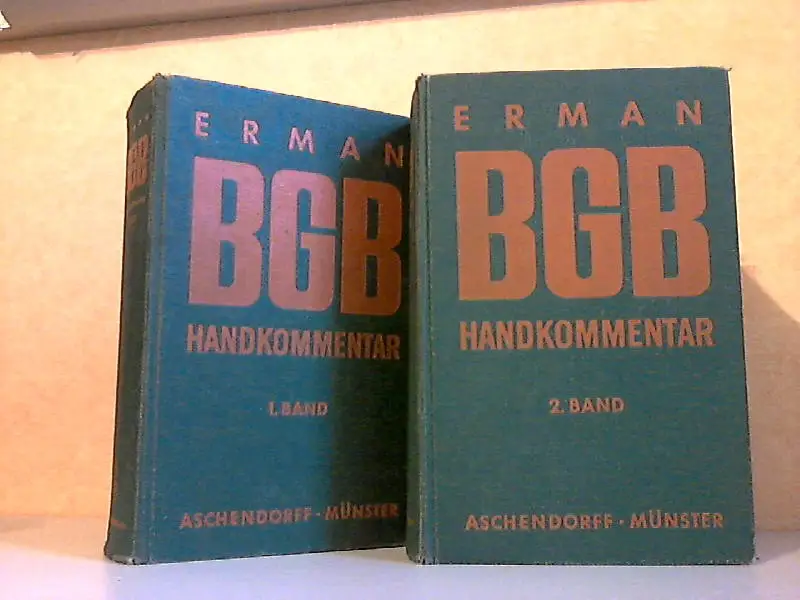 ERMAN
BGB
HANDKOMMENTAR
1. BAND
ASCHENDORFF · MÜNSTER
ERMAN
BGB
HANDKOMMENTAR
2. BAND
ASCHENDORFF · MÜNSTER